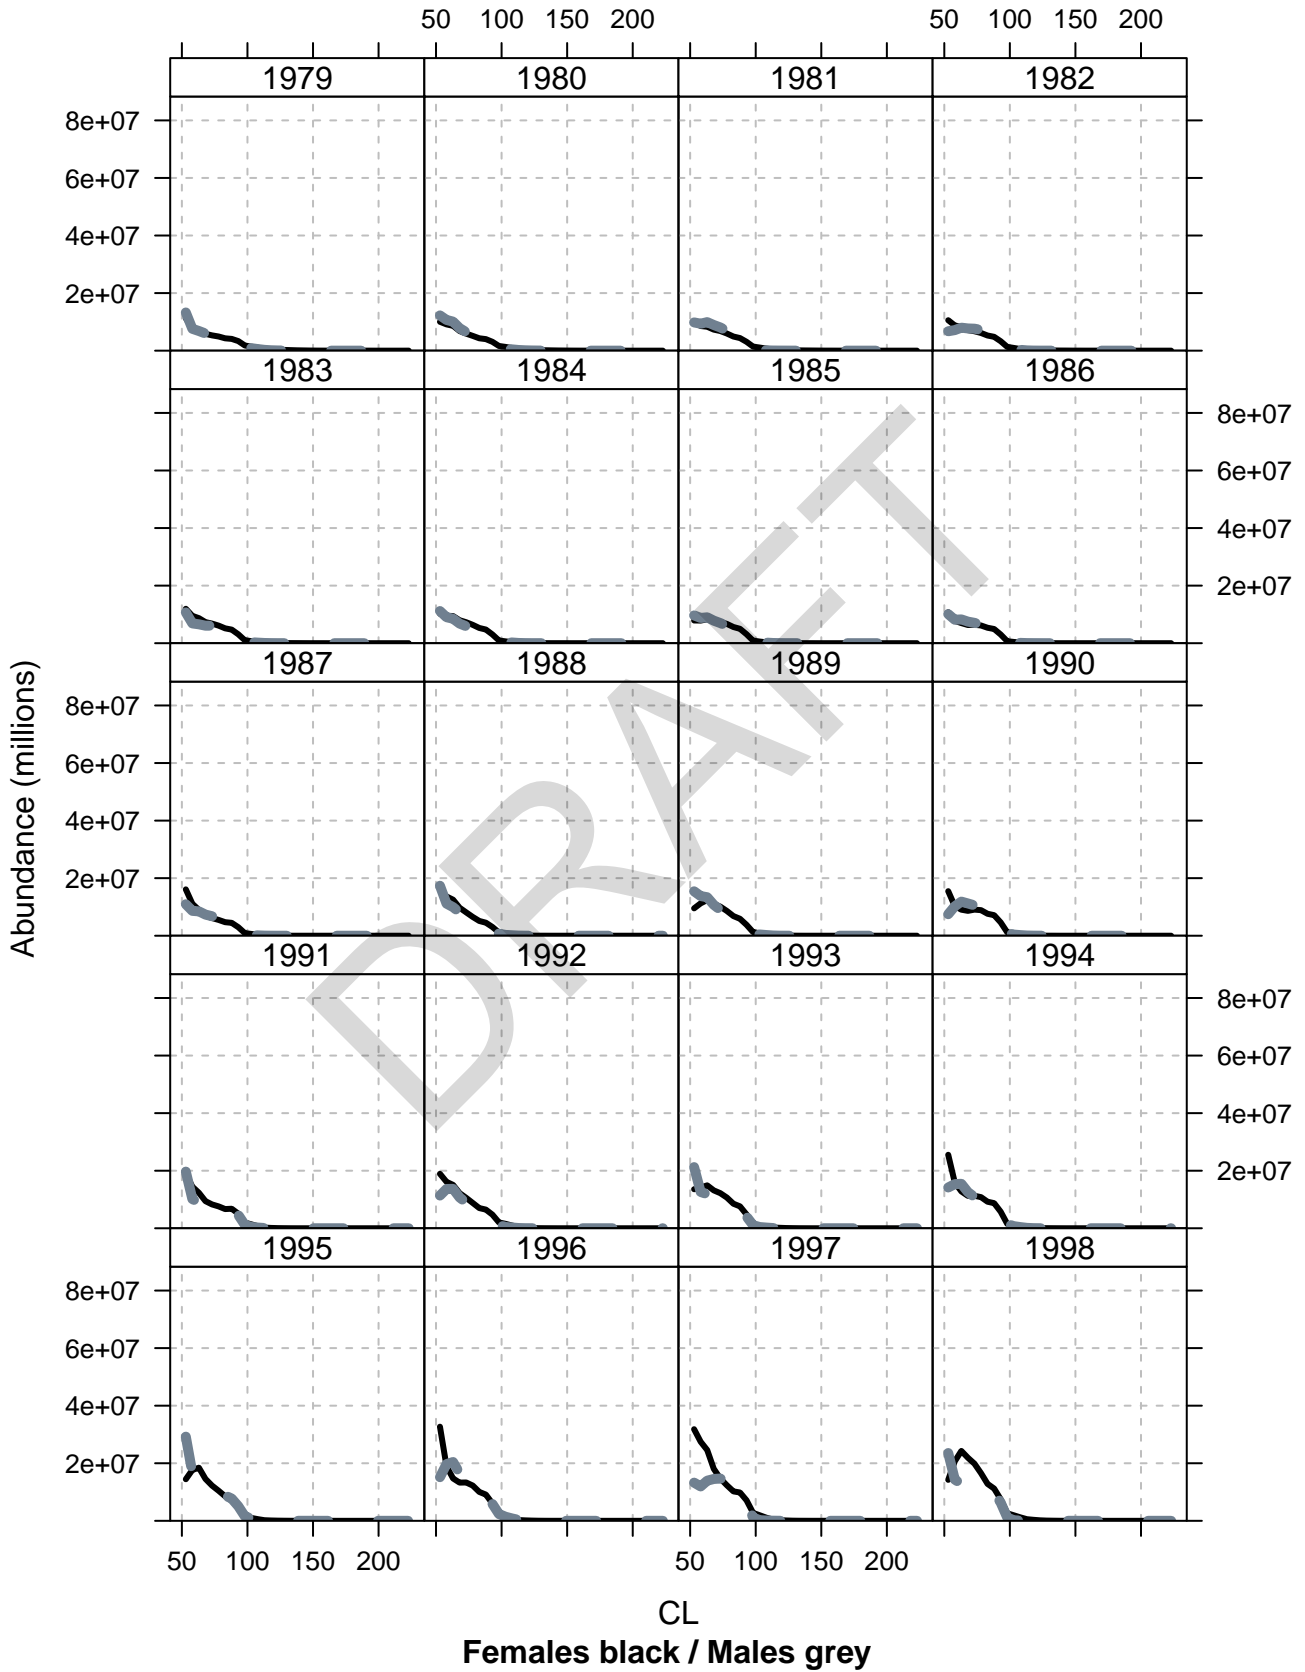 50 100 150 200 50 100 150 200
1979 1980 1981 1982
8e+07
6e+07
4e+07
2e+07
1983 1984 1985 1986
8e+07
6e+07
4e+07
2e+07
1987 1988 1989 1990
8e+07
6e+07
4e+07
2e+07
1991 1992 1993 1994
8e+07
6e+07
4e+07
2e+07
1995 1996 1997 1998
8e+07
6e+07
4e+07
2e+07
50 100 150 200 50 100 150 200
Abundance (millions)
CL
Females black / Males grey
DRAFT